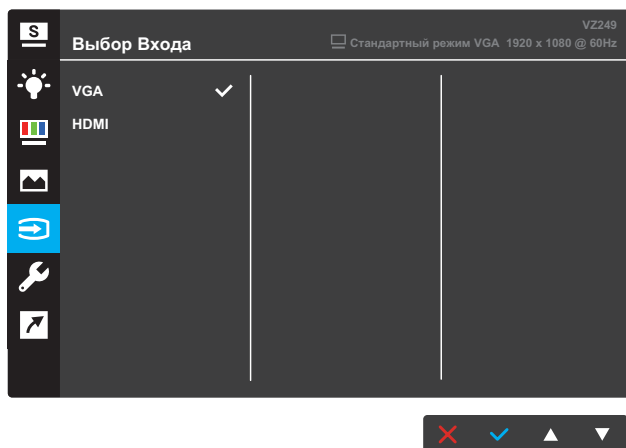 S
VZ249
Выбор Входа
Стандартный режим VGA 1920 x 1080 @ 60Hz
VGA
HDMI